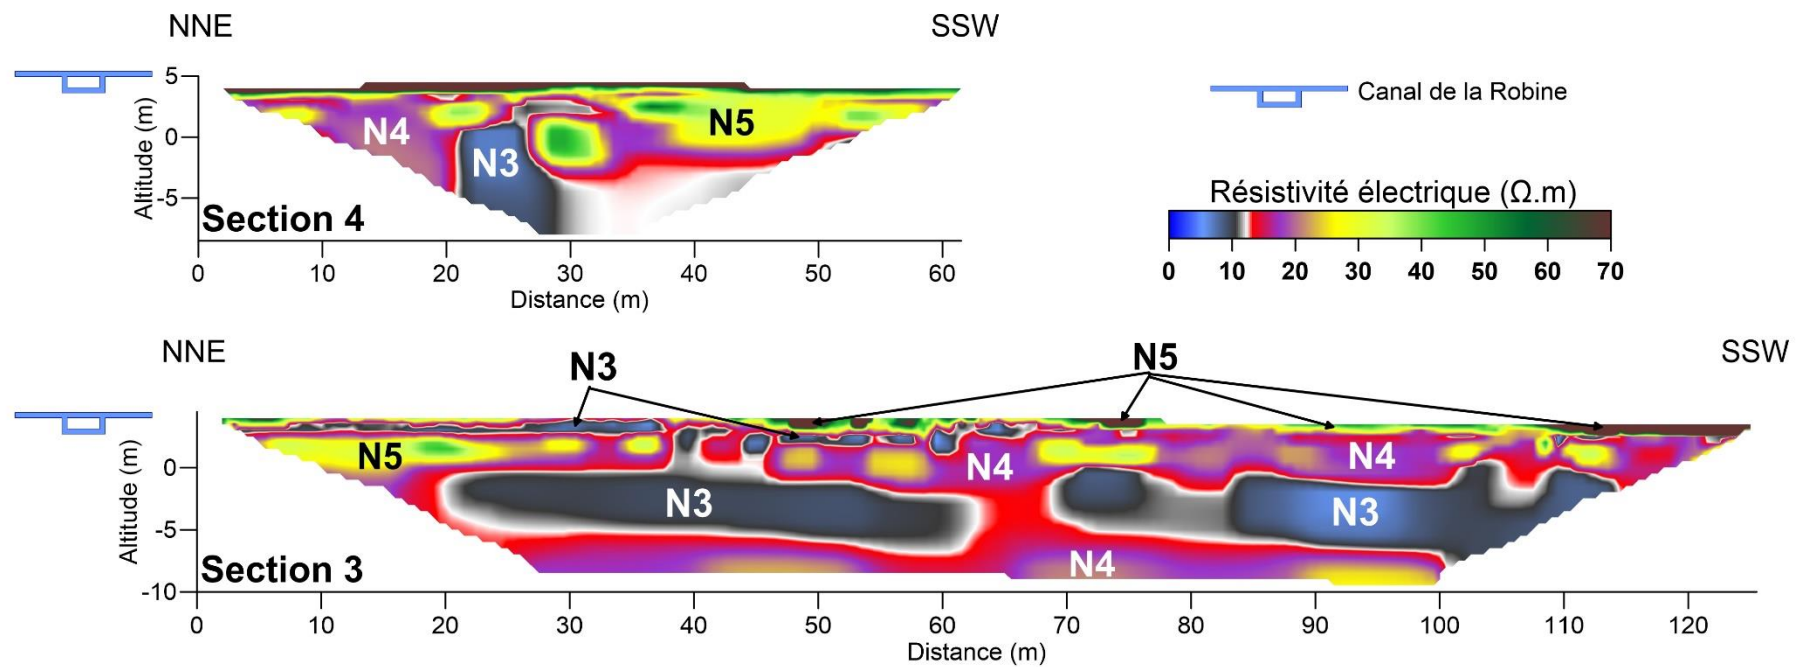 NNE
SSW
5
0
-5
Altitude (m)
N4
N3
N5
Section 4
0 10 20 30 40 50 60
Distance (m)
Canal de la Robine
Résistivité électrique (Ω.m)
0 10 20 30 40 50 60 70
NNE
SSW
N3
N5
0
-5
-10
Altitude (m)
N5
N3
N4
N4
N3
N4
Section 3
0 10 20 30 40 50 60 70 80 90 100 110 120
Distance (m)